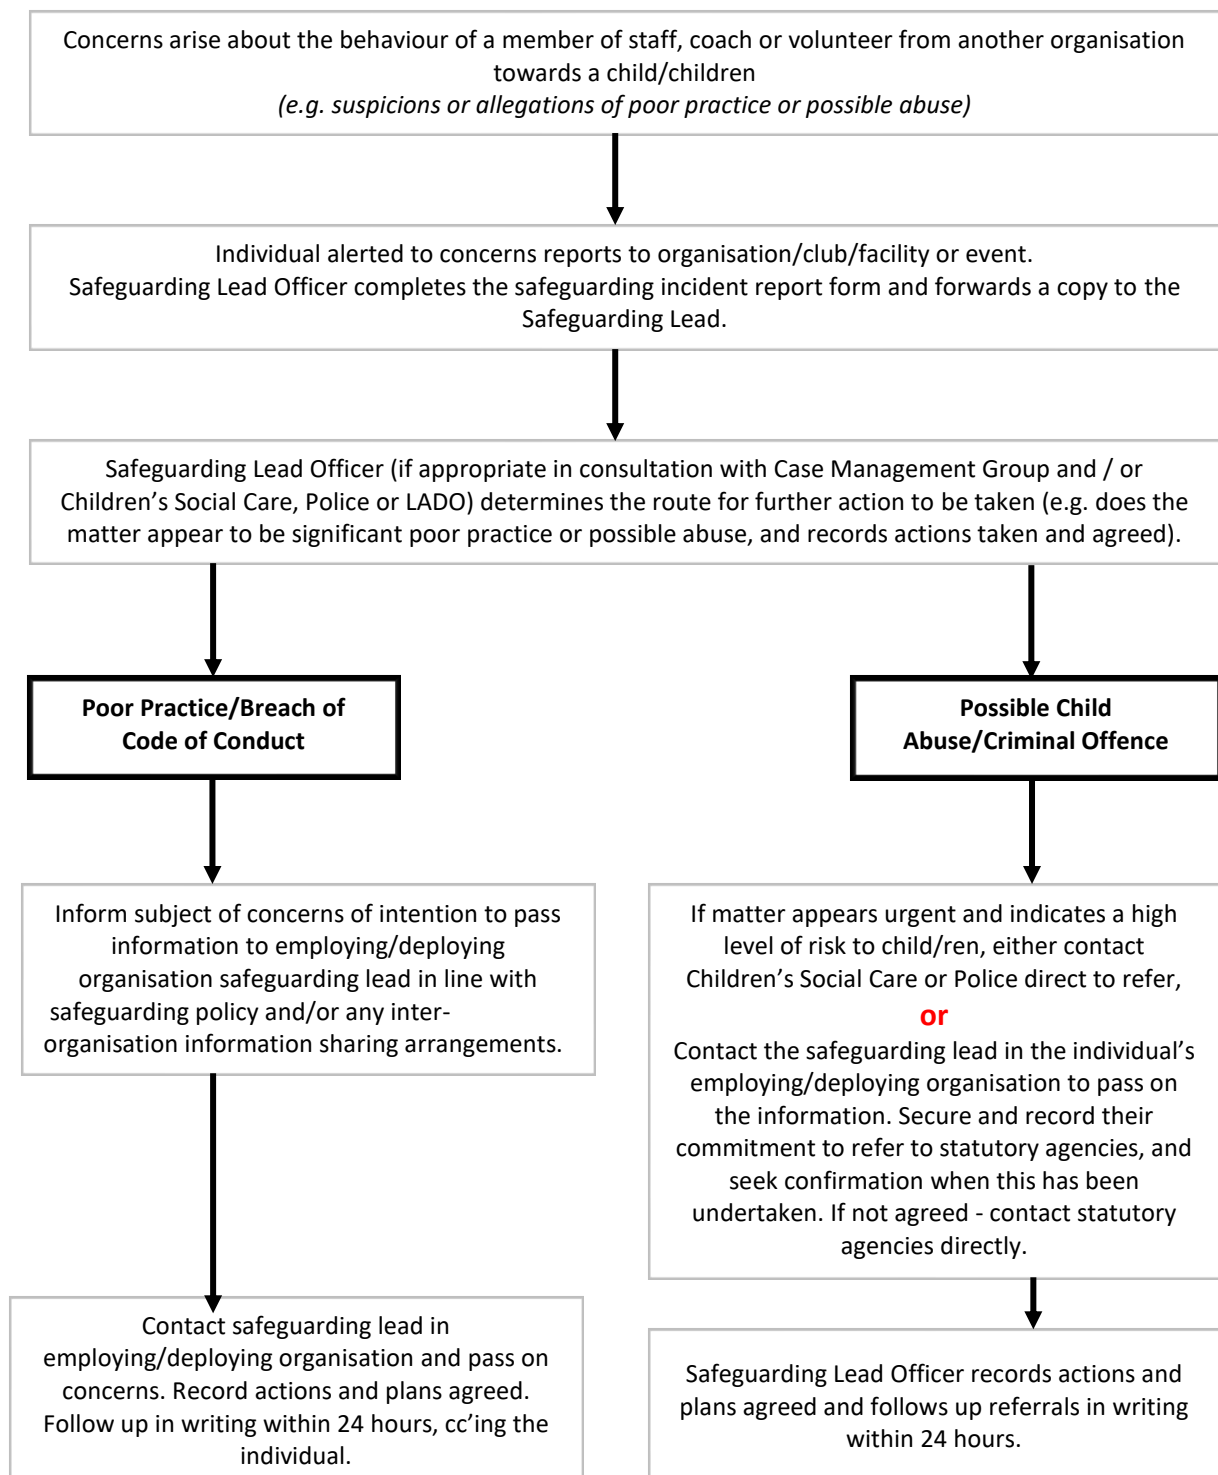 Concerns arise about the behaviour of a member of staff, coach or volunteer from another organisation
towards a child/children
(e.g. suspicions or allegations of poor practice or possible abuse)
Individual alerted to concerns reports to organisation/club/facility or event.
Safeguarding Lead Officer completes the safeguarding incident report form and forwards a copy to the
Safeguarding Lead.
Safeguarding Lead Officer (if appropriate in consultation with Case Management Group and / or
Children’s Social Care, Police or LADO) determines the route for further action to be taken (e.g. does the
matter appear to be significant poor practice or possible abuse, and records actions taken and agreed).
Poor Practice/Breach of
Code of Conduct
Inform subject of concerns of intention to pass
information to employing/deploying
organisation safeguarding lead in line with
safeguarding policy and/or any inter-
organisation information sharing arrangements.
Contact safeguarding lead in
employing/deploying organisation and pass on
concerns. Record actions and plans agreed.
Follow up in writing within 24 hours, cc’ing the
individual.
Possible Child
Abuse/Criminal Offence
If matter appears urgent and indicates a high
level of risk to child/ren, either contact
Children’s Social Care or Police direct to refer,
or
Contact the safeguarding lead in the individual’s
employing/deploying organisation to pass on
the information. Secure and record their
commitment to refer to statutory agencies, and
seek confirmation when this has been
undertaken. If not agreed - contact statutory
agencies directly.
Safeguarding Lead Officer records actions and
plans agreed and follows up referrals in writing
within 24 hours.